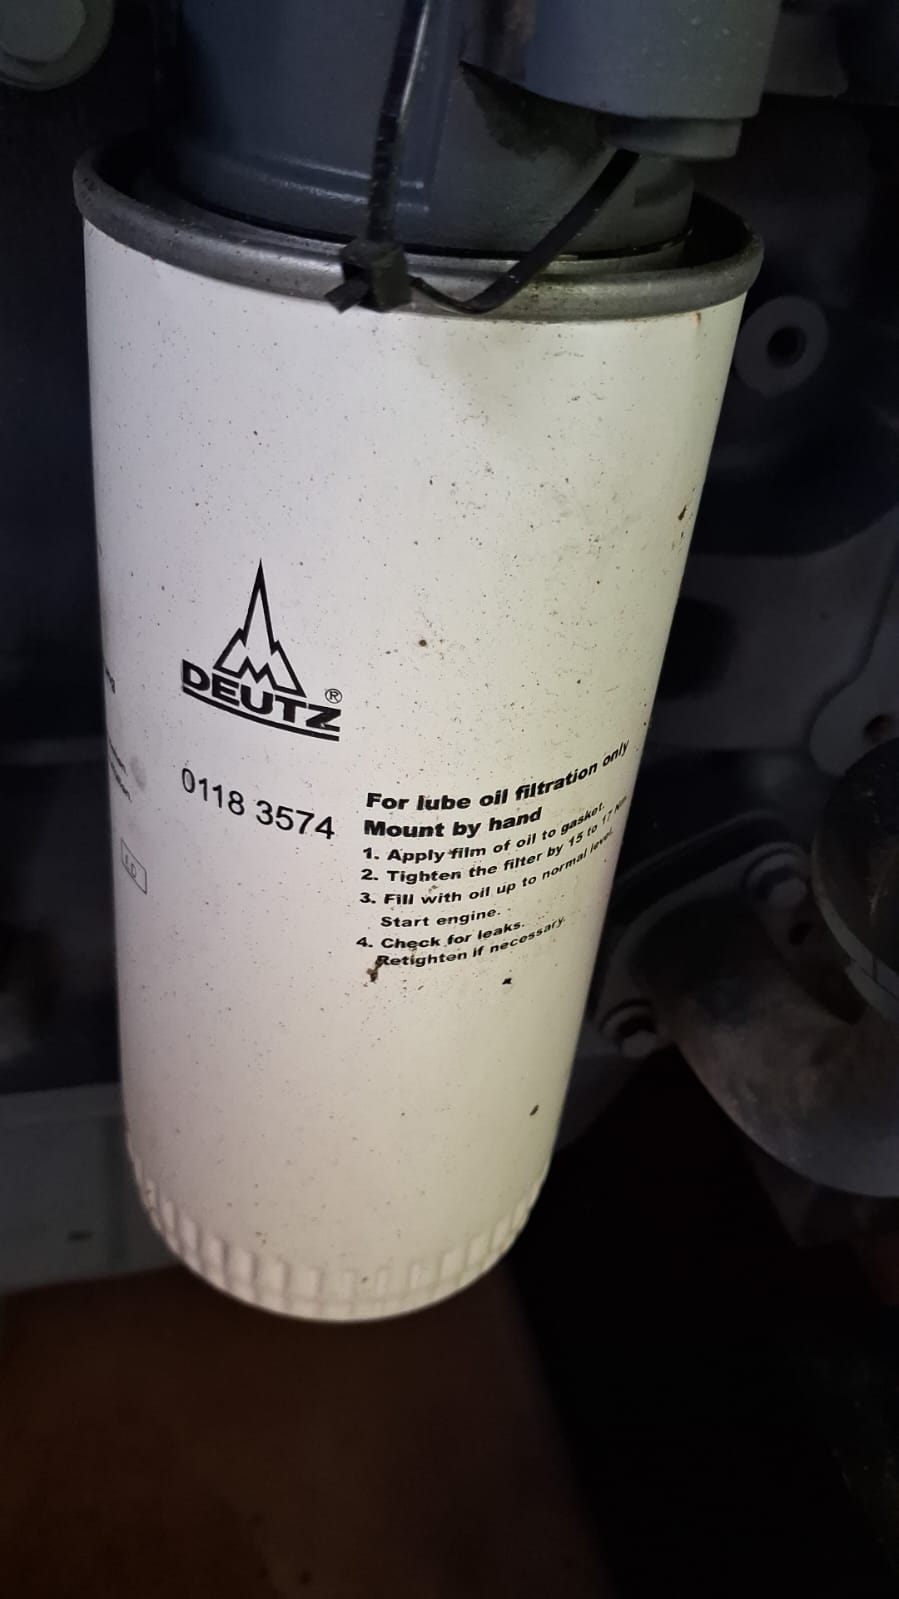 DEUTZ®
0118 3574
For lube oil filtration only
Mount by hand
1. Apply film of oil to gasket.
2. Tighten the filter by 15 to 17 Nm
3. Fill with oil up to normal level.
Start engine.
4. Check for leaks.
Retighten if necessary.